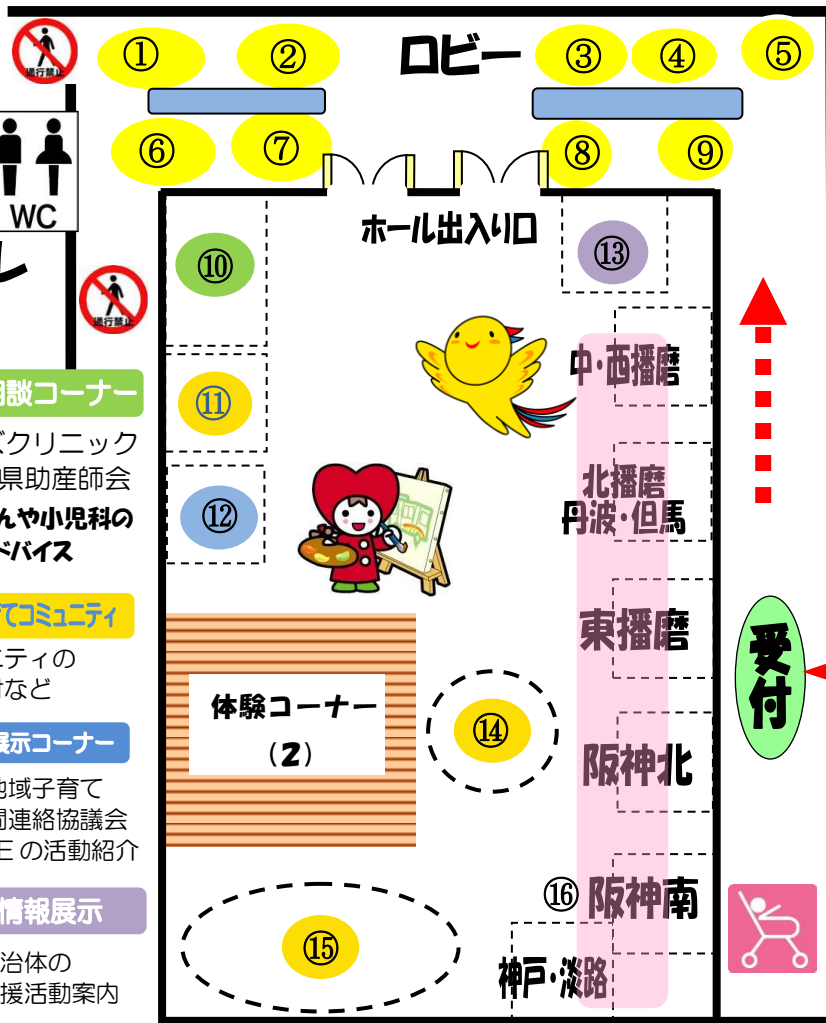 通行禁止
①
②
ロビー
③
④
⑤
⑥
⑦
⑧
⑨
WC
ル
ホール出入り口
⑩
⑬
通行禁止
中・西播磨
談コーナー
⑪
ズクリニック
県助産師会
んや小児科の
ドバイス
⑫
北播磨
丹波・但馬
てコミュニティ
ニティの
付など
東播磨
受付
体験コーナー
(2)
⑭
展示コーナー
地域子育て
間連絡協議会
Eの活動紹介
阪神北
情報展示
治体の
援活動案内
⑮
⑯
阪神南
神戸・淡路